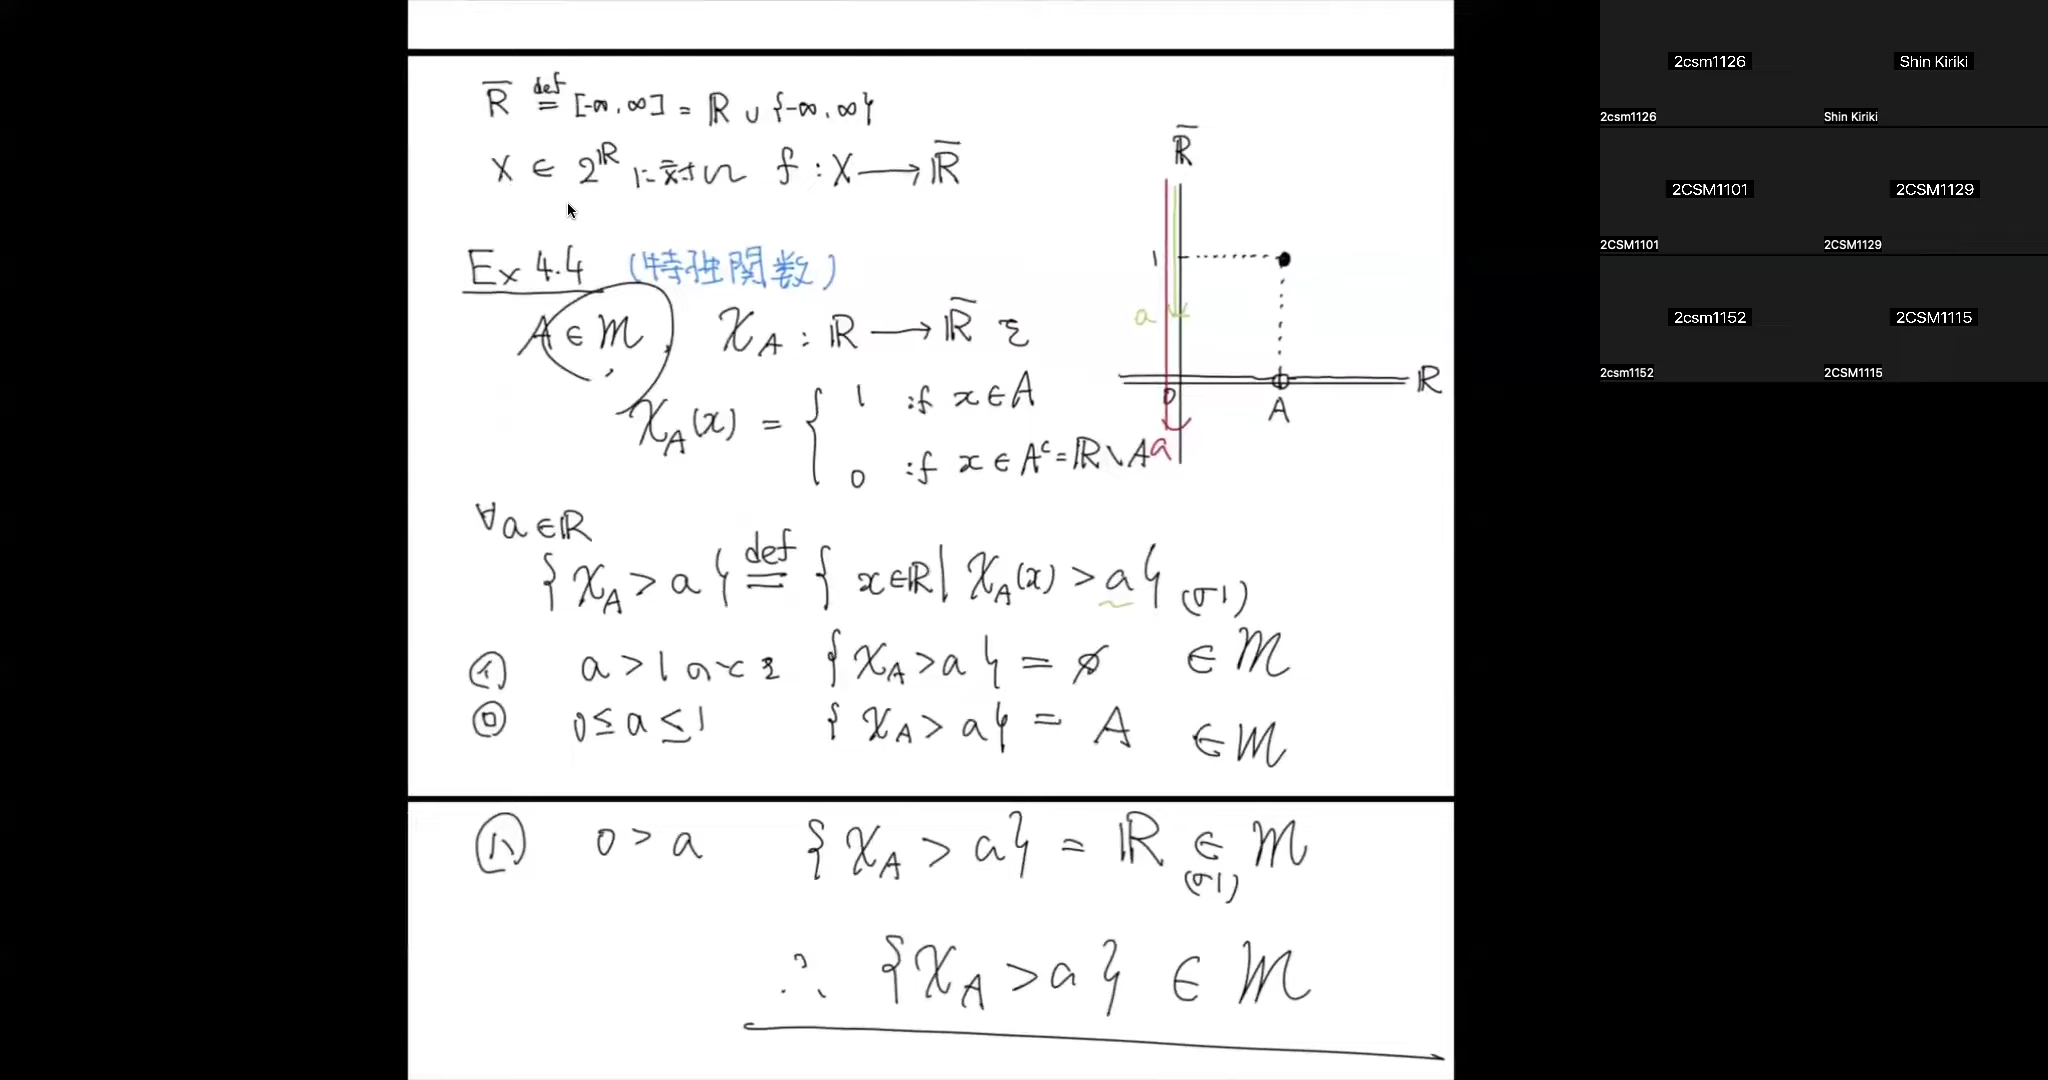 R̄ def= [-∞,∞] = ℝ ∪ {-∞,∞}
X ∈ 2^ℝ に対し f : X → ℝ̄
Ex 4.4 (特性関数)
A ∈ 𝓜, χ_A : ℝ → ℝ̄ を
χ_A(x) = { 1 if x ∈ A
0 if x ∈ A^c = ℝ \ A
ℝ̄
1
a
0
ℝ
A
a
∀a ∈ ℝ
{χ_A > a} def= {x ∈ ℝ | χ_A(x) > a}
(σ1)
イ a > 1 のとき {χ_A > a} = ∅ ∈ 𝓜
ロ 0 ≤ a ≤ 1 {χ_A > a} = A ∈ 𝓜
ハ 0 > a {χ_A > a} = ℝ ∈ 𝓜
(σ1)
∴ {χ_A > a} ∈ 𝓜
2csm1126
2csm1126
Shin Kiriki
Shin Kiriki
2CSM1101
2CSM1101
2CSM1129
2CSM1129
2csm1152
2csm1152
2CSM1115
2CSM1115